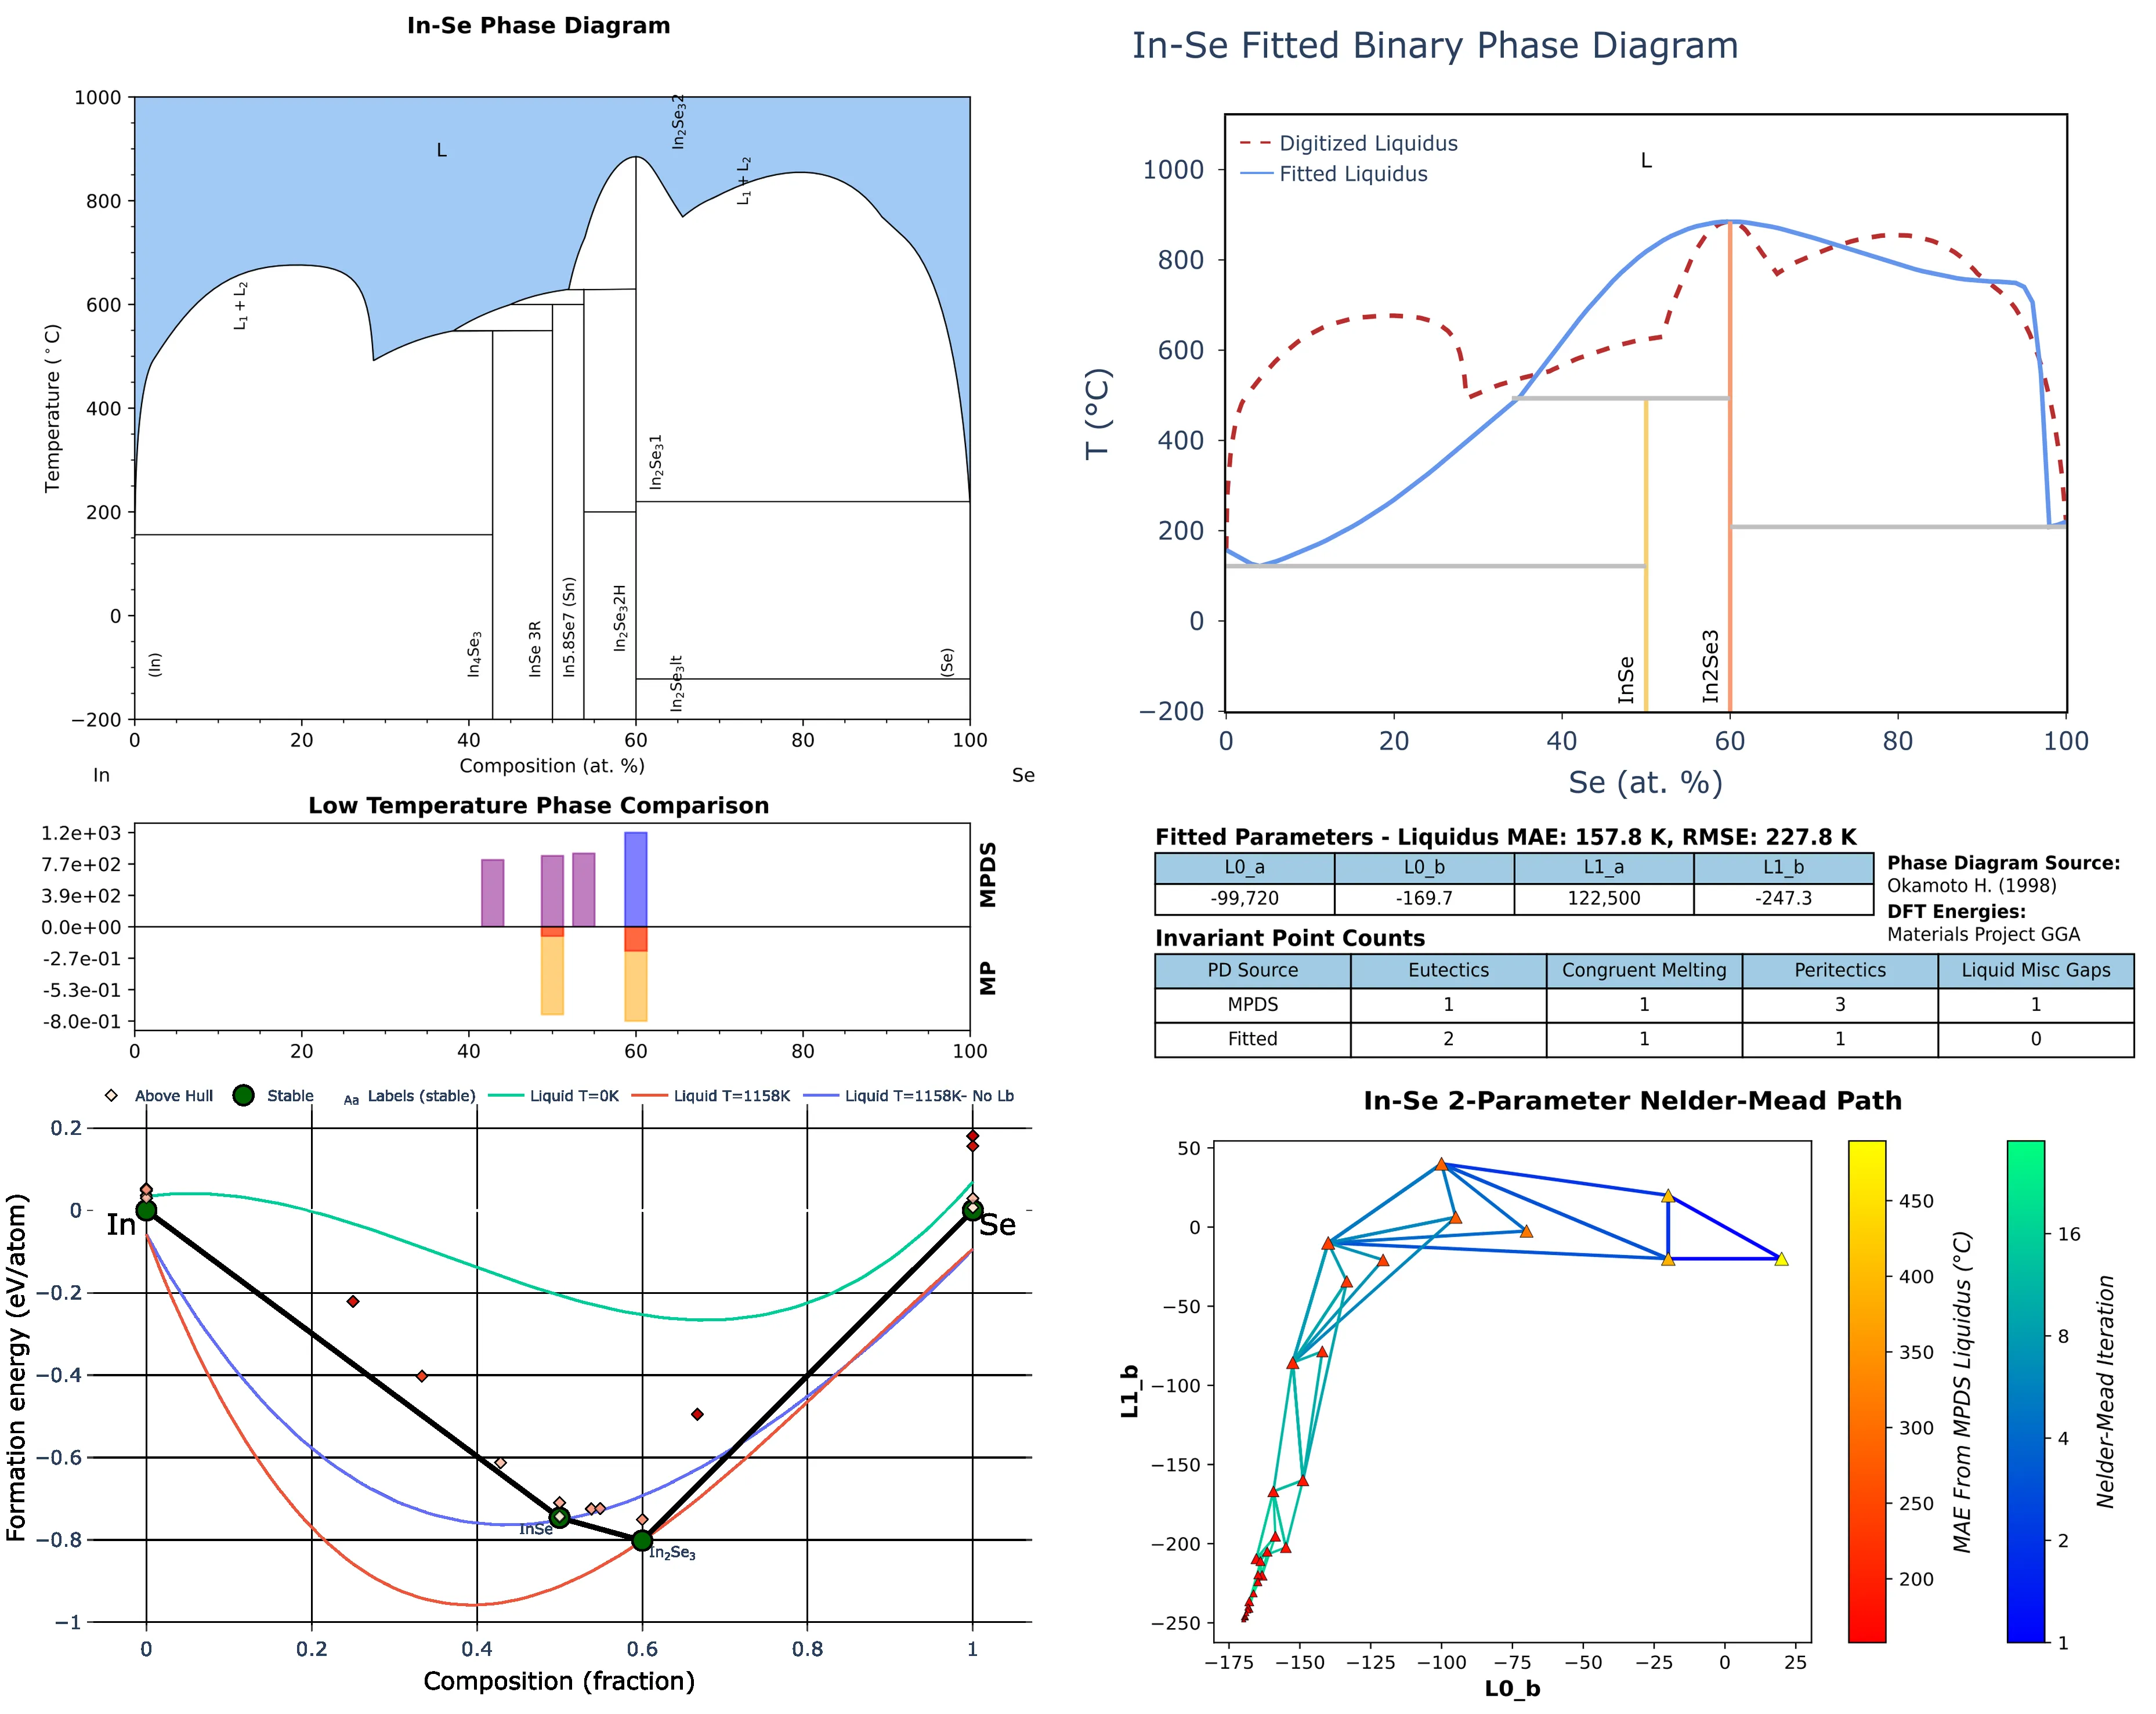 In-Se Phase Diagram
1000
800
600
400
200
0
−200
Temperature (°C)
L
L₁ + L₂
In₂Se₃2
L₁ + L₂
In₂Se₃1
(In)
In₄Se₃
InSe 3R
In5.8Se7 (Sn)
In₂Se₃2H
In₂Se₃lt
(Se)
0 20 40 60 80 100
Composition (at. %)
In
Se
In-Se Fitted Binary Phase Diagram
Digitized Liquidus
Fitted Liquidus
L
1000
800
600
400
200
0
−200
T (°C)
InSe
In2Se3
0 20 40 60 80 100
Se (at. %)
Low Temperature Phase Comparison
1.2e+03
7.7e+02
3.9e+02
0.0e+00
-2.7e-01
-5.3e-01
-8.0e-01
MPDS
MP
0 20 40 60 80 100
Fitted Parameters - Liquidus MAE: 157.8 K, RMSE: 227.8 K
L0_a L0_b L1_a L1_b
-99,720 -169.7 122,500 -247.3
Phase Diagram Source:
Okamoto H. (1998)
DFT Energies:
Materials Project GGA
Invariant Point Counts
PD Source Eutectics Congruent Melting Peritectics Liquid Misc Gaps
MPDS 1 1 3 1
Fitted 2 1 1 0
Above Hull Stable Aa Labels (stable) Liquid T=0K Liquid T=1158K Liquid T=1158K- No Lb
0.2
0
−0.2
−0.4
−0.6
−0.8
−1
Formation energy (eV/atom)
In
Se
InSe
In₂Se₃
0 0.2 0.4 0.6 0.8 1
Composition (fraction)
In-Se 2-Parameter Nelder-Mead Path
50
0
−50
−100
−150
−200
−250
L1_b
−175 −150 −125 −100 −75 −50 −25 0 25
L0_b
450
400
350
300
250
200
MAE From MPDS Liquidus (°C)
16
8
4
2
1
Nelder-Mead Iteration